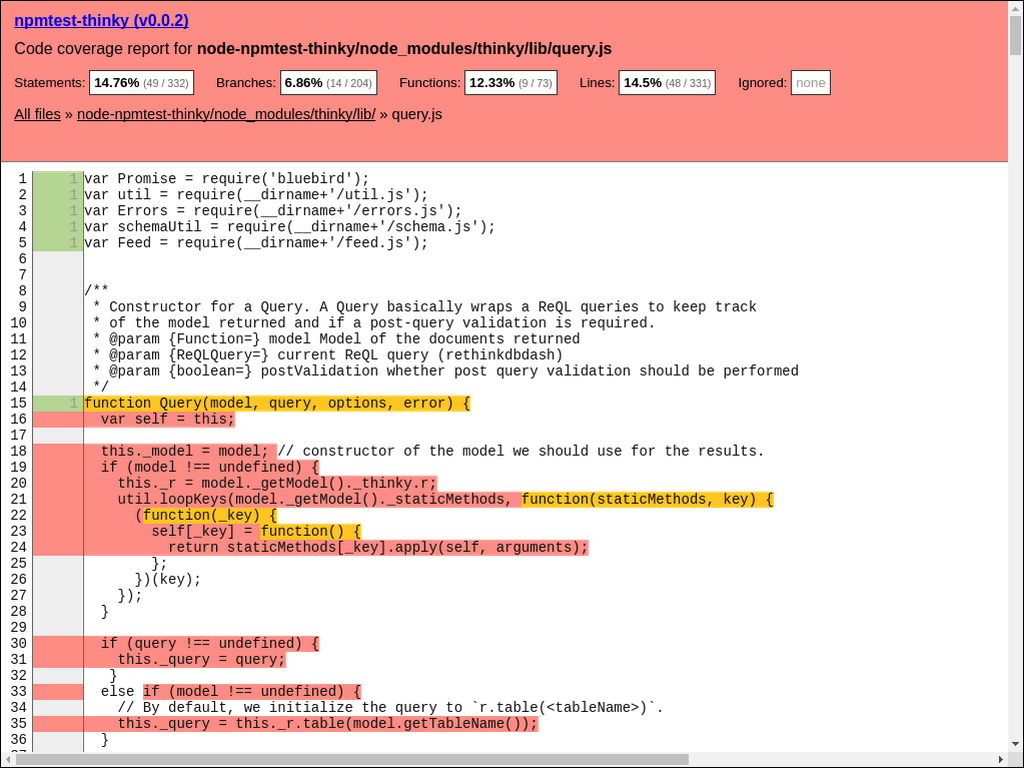 npmtest-thinky (v0.0.2)
Code coverage report for node-npmtest-thinky/node_modules/thinky/lib/query.js
Statements: 14.76% (49 / 332) Branches: 6.86% (14 / 204) Functions: 12.33% (9 / 73) Lines: 14.5% (48 / 331) Ignored: none
All files » node-npmtest-thinky/node_modules/thinky/lib/ » query.js
1 1 var Promise = require('bluebird');
2 1 var util = require(__dirname+'/util.js');
3 1 var Errors = require(__dirname+'/errors.js');
4 1 var schemaUtil = require(__dirname+'/schema.js');
5 1 var Feed = require(__dirname+'/feed.js');
6
7
8 /**
9  * Constructor for a Query. A Query basically wraps a ReQL queries to keep track
10  * of the model returned and if a post-query validation is required.
11  * @param {Function=} model Model of the documents returned
12  * @param {ReQLQuery=} current ReQL query (rethinkdbdash)
13  * @param {boolean=} postValidation whether post query validation should be performed
14  */
15 1 function Query(model, query, options, error) {
16   var self = this;
17
18   this._model = model; // constructor of the model we should use for the results.
19   if (model !== undefined) {
20     this._r = model._getModel()._thinky.r;
21     util.loopKeys(model._getModel()._staticMethods, function(staticMethods, key) {
22       (function(_key) {
23         self[_key] = function() {
24           return staticMethods[_key].apply(self, arguments);
25         };
26       })(key);
27     });
28   }
29
30   if (query !== undefined) {
31     this._query = query;
32    }
33   else if (model !== undefined) {
34     // By default, we initialize the query to `r.table(<tableName>)`.
35     this._query = this._r.table(model.getTableName());
36   }